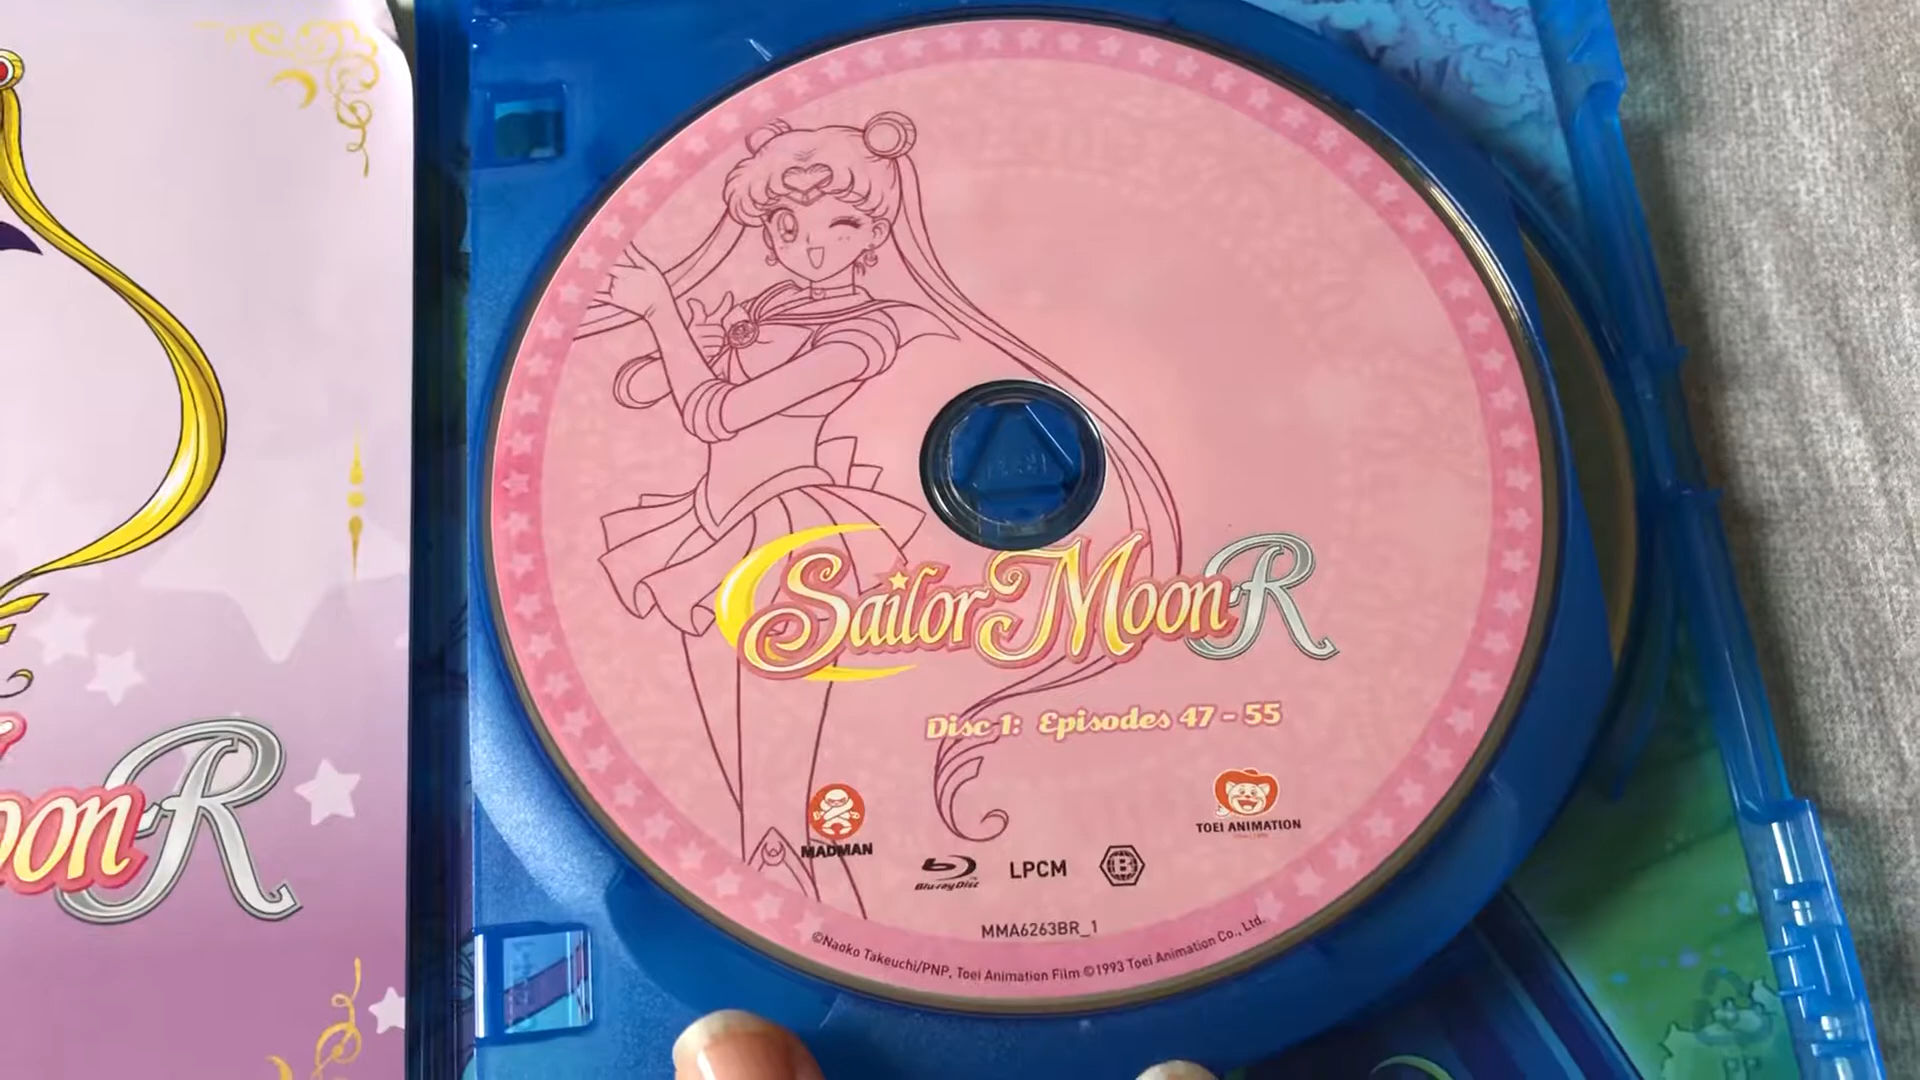 Sailor Moon R
Disc 1: Episodes 47 - 55
MADMAN
TOEI ANIMATION
Blu-ray Disc
LPCM
B
MMA6263BR_1
©Naoko Takeuchi/PNP, Toei Animation Film ©1993 Toei Animation Co., Ltd.
oon R
PP